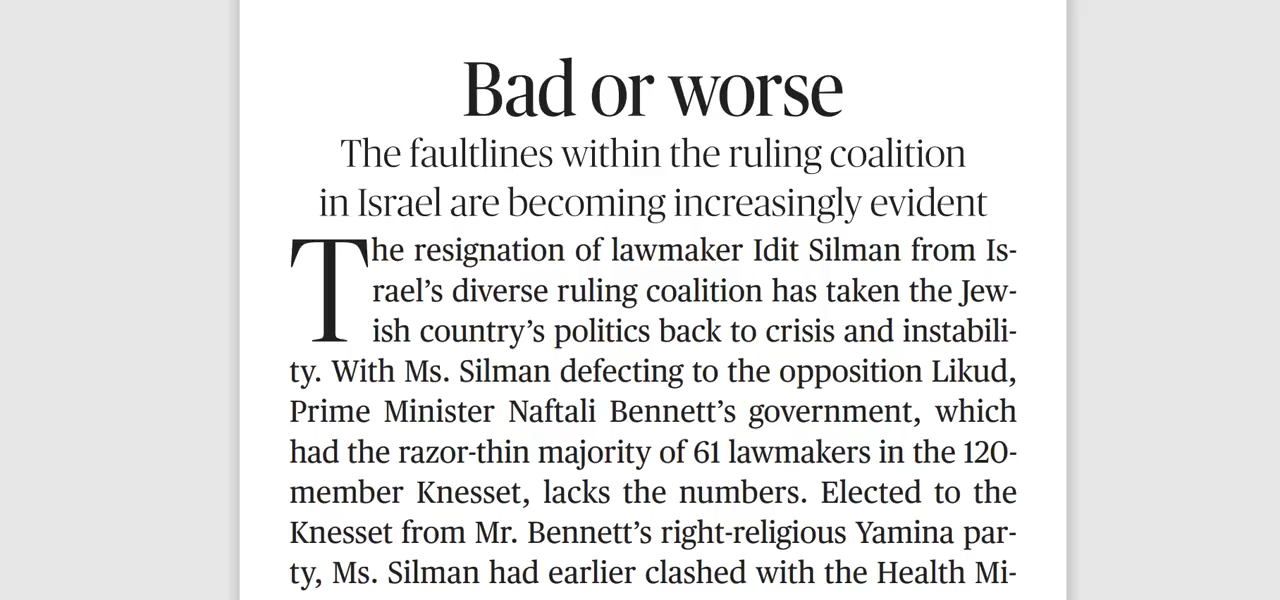 Bad or worse
The faultlines within the ruling coalition
in Israel are becoming increasingly evident
The resignation of lawmaker Idit Silman from Is-
rael’s diverse ruling coalition has taken the Jew-
ish country’s politics back to crisis and instabili-
ty. With Ms. Silman defecting to the opposition Likud,
Prime Minister Naftali Bennett’s government, which
had the razor-thin majority of 61 lawmakers in the 120-
member Knesset, lacks the numbers. Elected to the
Knesset from Mr. Bennett’s right-religious Yamina par-
ty, Ms. Silman had earlier clashed with the Health Mi-